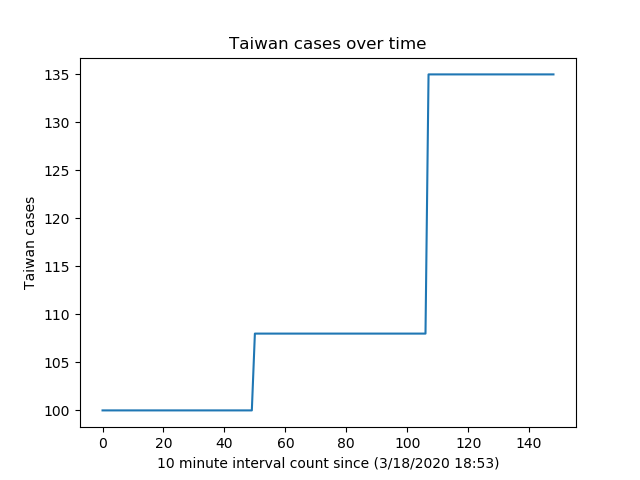 Taiwan cases over time
135
130
125
120
115
110
105
100
Taiwan cases
0 20 40 60 80 100 120 140
10 minute interval count since (3/18/2020 18:53)